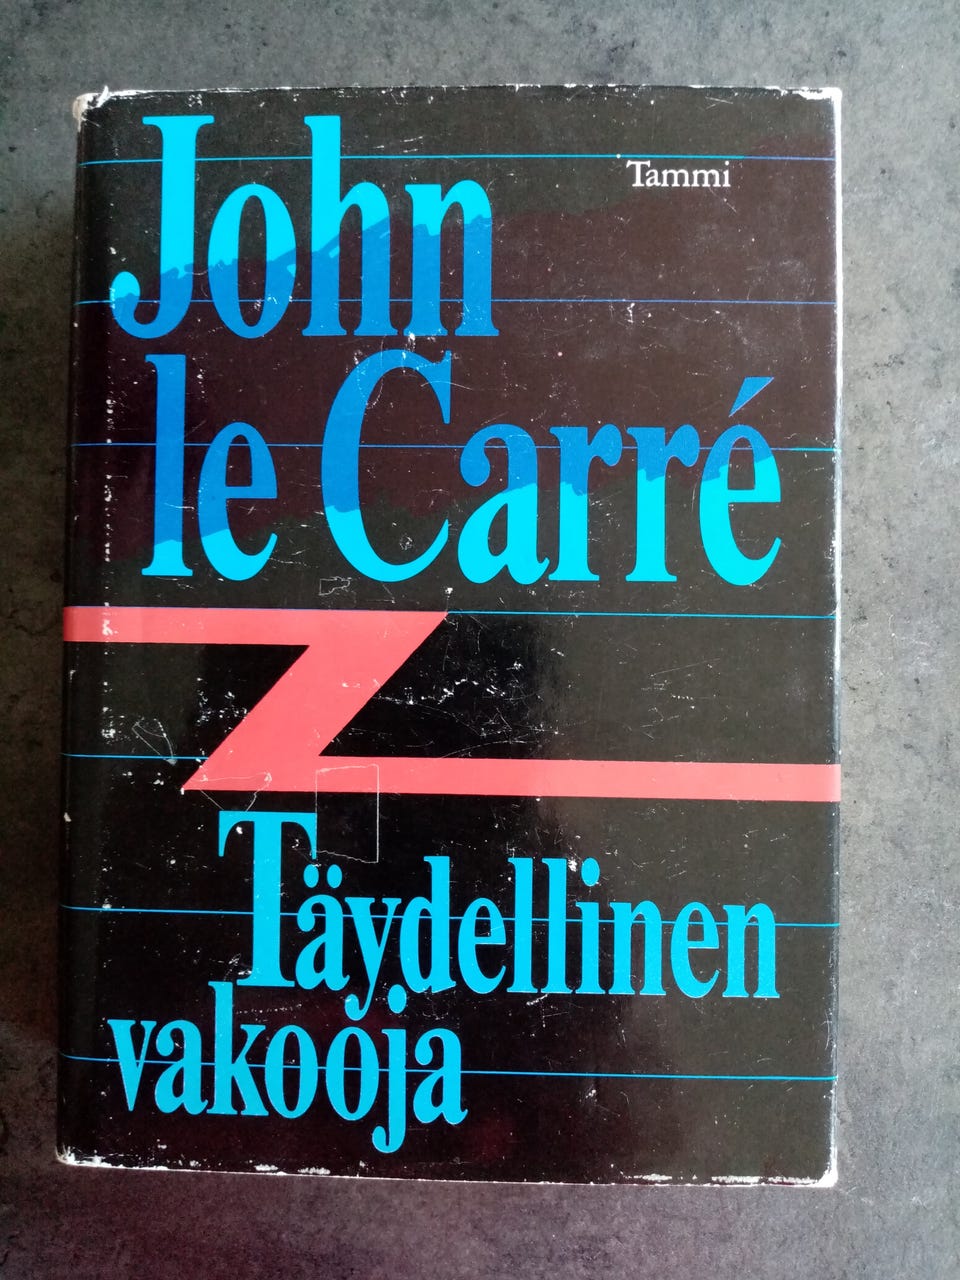 Tammi
John
le Carré
Täydellinen
vakooja